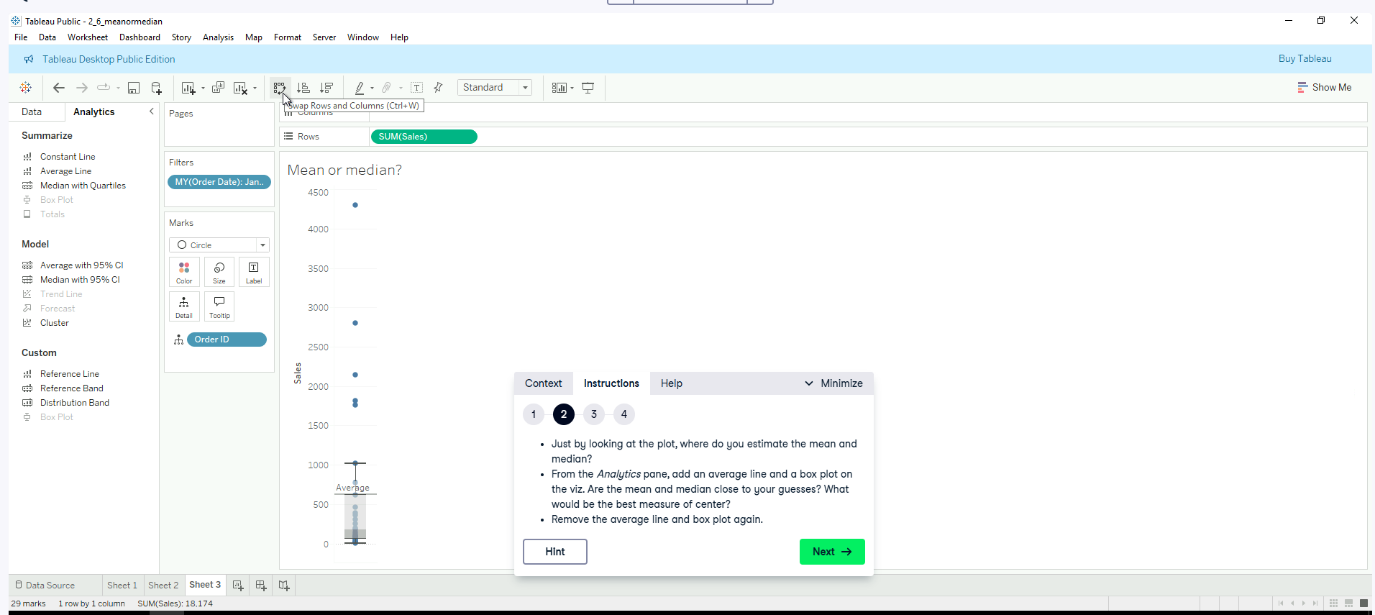 Tableau Public - 2_6_meanormedian
File Data Worksheet Dashboard Story Analysis Map Format Server Window Help
Tableau Desktop Public Edition Buy Tableau
Standard Show Me
Swap Rows and Columns (Ctrl+W)
Data Analytics
Pages
Columns
Rows SUM(Sales)
Summarize
Constant Line
Average Line
Median with Quartiles
Box Plot
Totals
Model
Average with 95% CI
Median with 95% CI
Trend Line
Forecast
Cluster
Custom
Reference Line
Reference Band
Distribution Band
Box Plot
Filters
MY(Order Date): Jan..
Marks
Circle
Color Size Label
Detail Tooltip
Order ID
Mean or median?
4500
4000
3500
3000
2500
2000
1500
1000
500
0
Sales
Average
Context Instructions Help Minimize
1 2 3 4
• Just by looking at the plot, where do you estimate the mean and
median?
• From the Analytics pane, add an average line and a box plot on
the viz. Are the mean and median close to your guesses? What
would be the best measure of center?
• Remove the average line and box plot again.
Hint Next →
Data Source Sheet 1 Sheet 2 Sheet 3
29 marks 1 row by 1 column SUM(Sales): 18,174